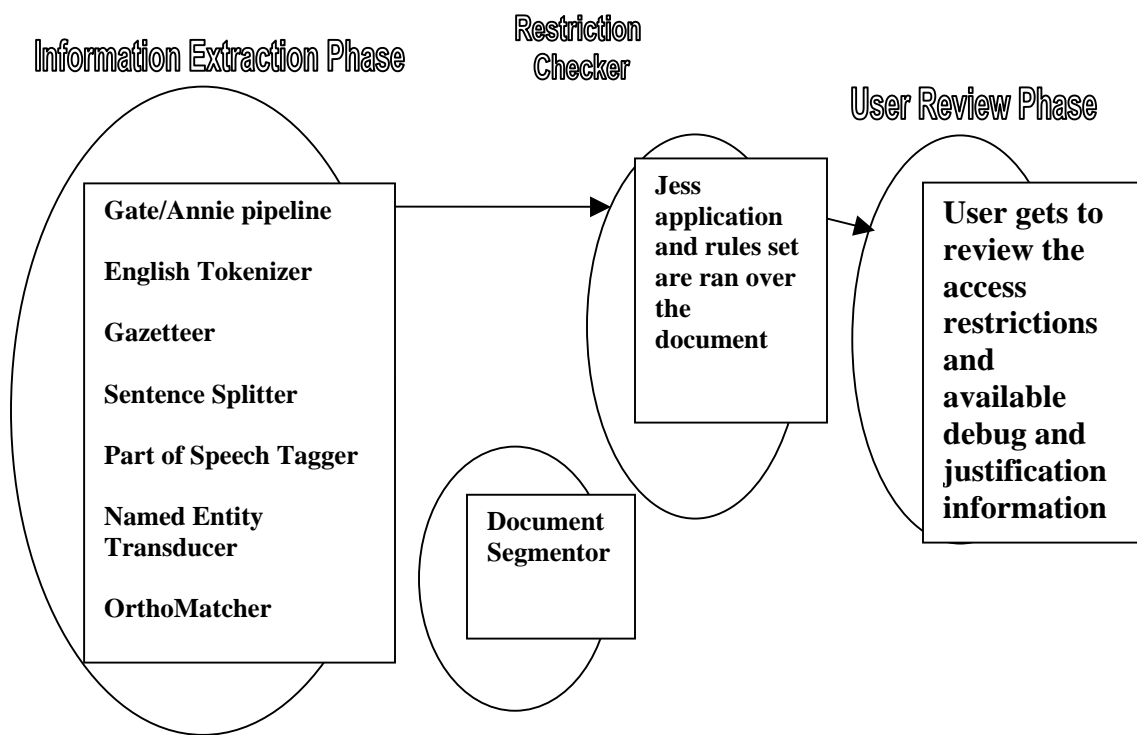 Information Extraction Phase
Restriction
Checker
User Review Phase
Gate/Annie pipeline
English Tokenizer
Gazetteer
Sentence Splitter
Part of Speech Tagger
Named Entity
Transducer
OrthoMatcher
Document
Segmentor
Jess
application
and rules set
are ran over
the
document
User gets to
review the
access
restrictions
and
available
debug and
justification
information